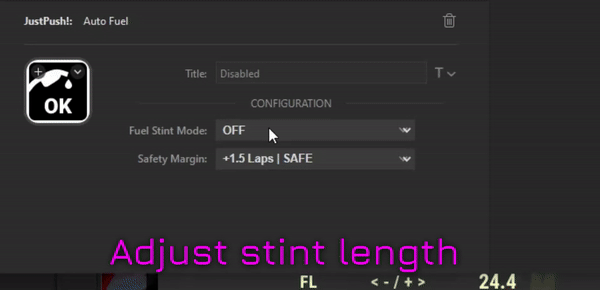 JustPush!: Auto Fuel
Title: Disabled T
OK
CONFIGURATION
Fuel Stint Mode: OFF
Safety Margin: +1.5 Laps | SAFE
Adjust stint length
FL < - / + > 24.4